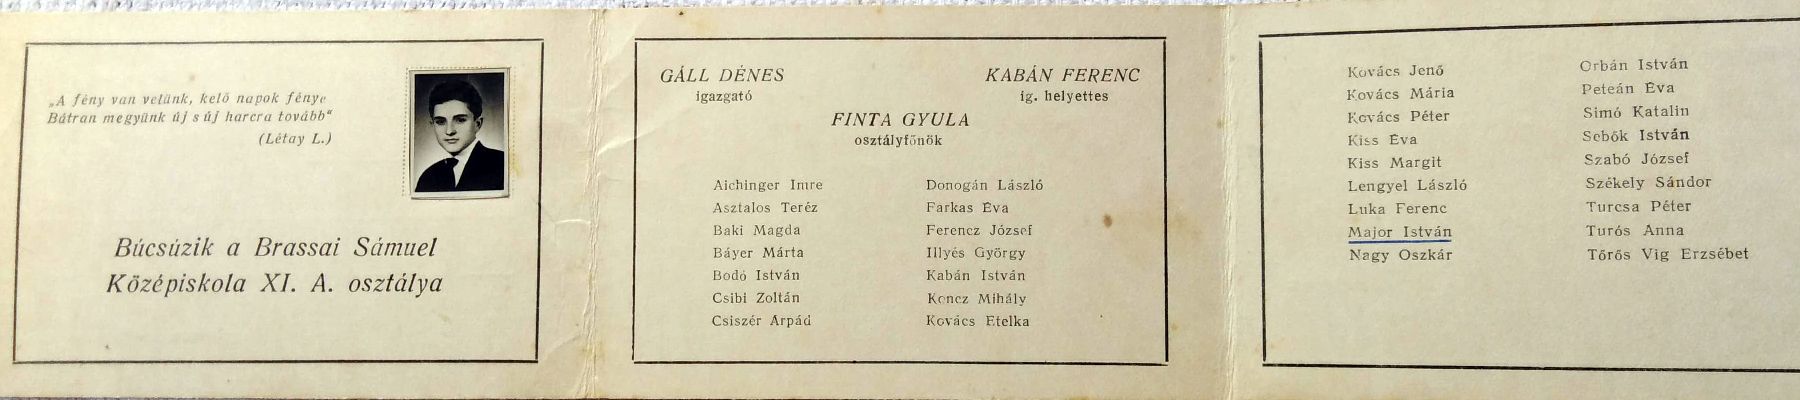 „A fény van velünk, kelő napok fénye
Bátran megyünk új s új harcra tovább“
(Létay L.)
Búcsúzik a Brassai Sámuel
Középiskola XI. A. osztálya
GÁLL DÉNES
igazgató
KABÁN FERENC
ig. helyettes
FINTA GYULA
osztályfőnök
Aichinger Imre
Asztalos Teréz
Baki Magda
Báyer Márta
Bodó István
Csibi Zoltán
Csiszér Arpád
Donogán László
Farkas Éva
Ferencz József
Illyés György
Kabán István
Koncz Mihály
Kovács Etelka
Kovács Jenő
Kovács Mária
Kovács Péter
Kiss Éva
Kiss Margit
Lengyel László
Luka Ferenc
Major István
Nagy Oszkár
Orbán István
Peteán Éva
Simó Katalin
Sebők István
Szabó József
Székely Sándor
Turcsa Péter
Turós Anna
Tőrős Vig Erzsébet